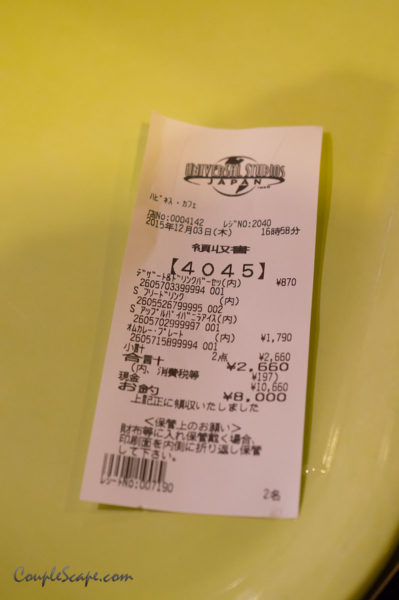 UNIVERSAL STUDIOS
JAPAN
ﾊﾋﾟﾈｽ・ｶﾌｪ
店No:0004142 ﾚｼﾞNO:2040
2015年12月03日(木) 16時58分
領収書
【4045】
ﾃﾞｻﾞｰﾄ&ﾄﾞﾘﾝｸﾊﾞｰｾｯ(内) ¥870
2605703399994 001
S ﾌﾘｰﾄﾞﾘﾝｸ (内)
2605526799995 002
S ｱｯﾌﾟﾙﾊﾟｲﾊﾞﾆﾗｱｲｽ(内)
2605702999997 001
ｵﾑｶﾚｰ・ﾌﾟﾚｰﾄ (内) ¥1,790
2605715899994 001
小計 2点 ¥2,660
合計 ¥2,660
(内、消費税等 ¥197)
現金 ¥10,660
お釣 ¥8,000
上記正に領収いたしました
<保管上のお願い>
財布等に入れ保管戴く場合、
印刷面を内側に折り返し保管
して下さい。
ﾚｼｰﾄNO:007190 2名
CoupleScape.com